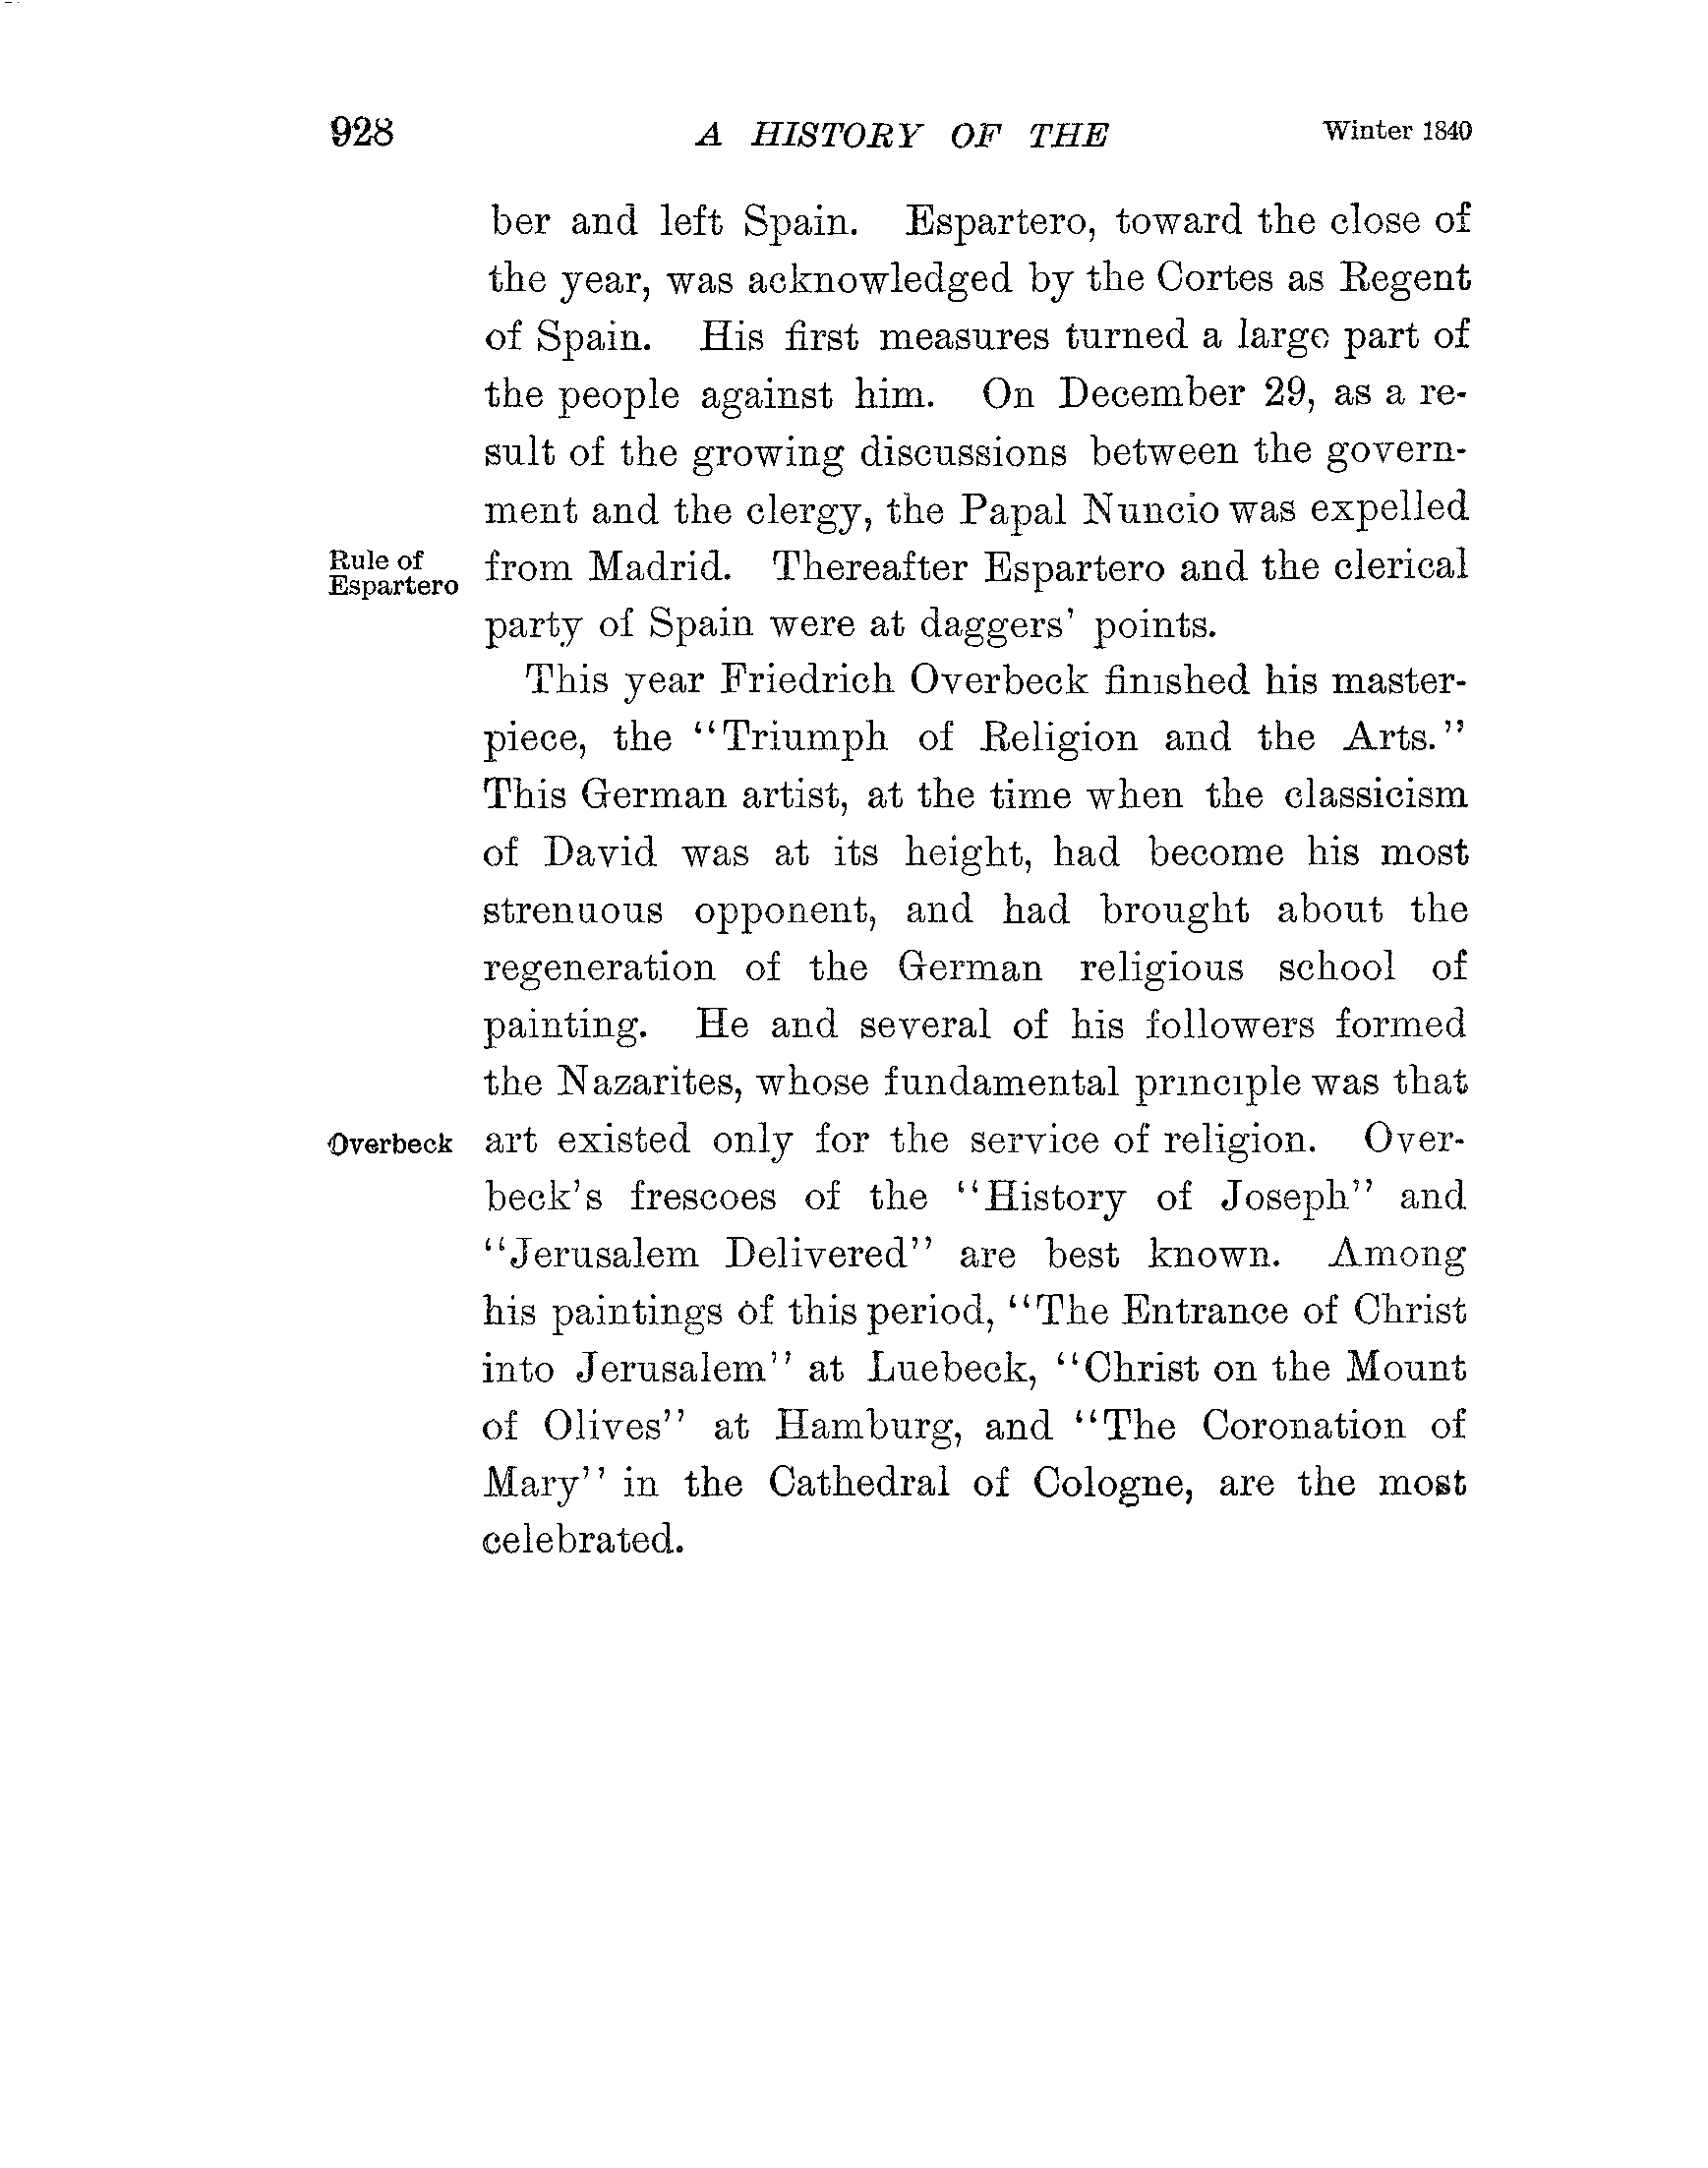 928 A HISTORY OF THE Winter 1840
ber and left Spain. Espartero, toward the close of
the year, was acknowledged by the Cortes as Regent
of Spain. His first measures turned a large part of
the people against him. On December 29, as a re-
sult of the growing discussions between the govern-
ment and the clergy, the Papal Nuncio was expelled
Rule of
Espartero
from Madrid. Thereafter Espartero and the clerical
party of Spain were at daggers' points.
This year Friedrich Overbeck finished his master-
piece, the "Triumph of Religion and the Arts."
This German artist, at the time when the classicism
of David was at its height, had become his most
strenuous opponent, and had brought about the
regeneration of the German religious school of
painting. He and several of his followers formed
the Nazarites, whose fundamental principle was that
Overbeck
art existed only for the service of religion. Over-
beck's frescoes of the "History of Joseph" and
"Jerusalem Delivered" are best known. Among
his paintings of this period, "The Entrance of Christ
into Jerusalem" at Luebeck, "Christ on the Mount
of Olives" at Hamburg, and "The Coronation of
Mary" in the Cathedral of Cologne, are the most
celebrated.